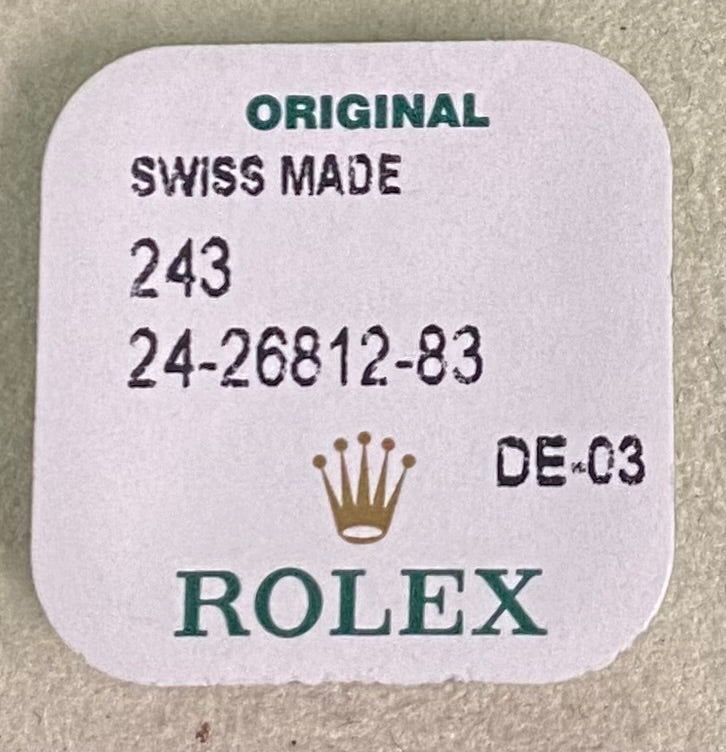 ORIGINAL
SWISS MADE
243
24-26812-83
DE-03
ROLEX